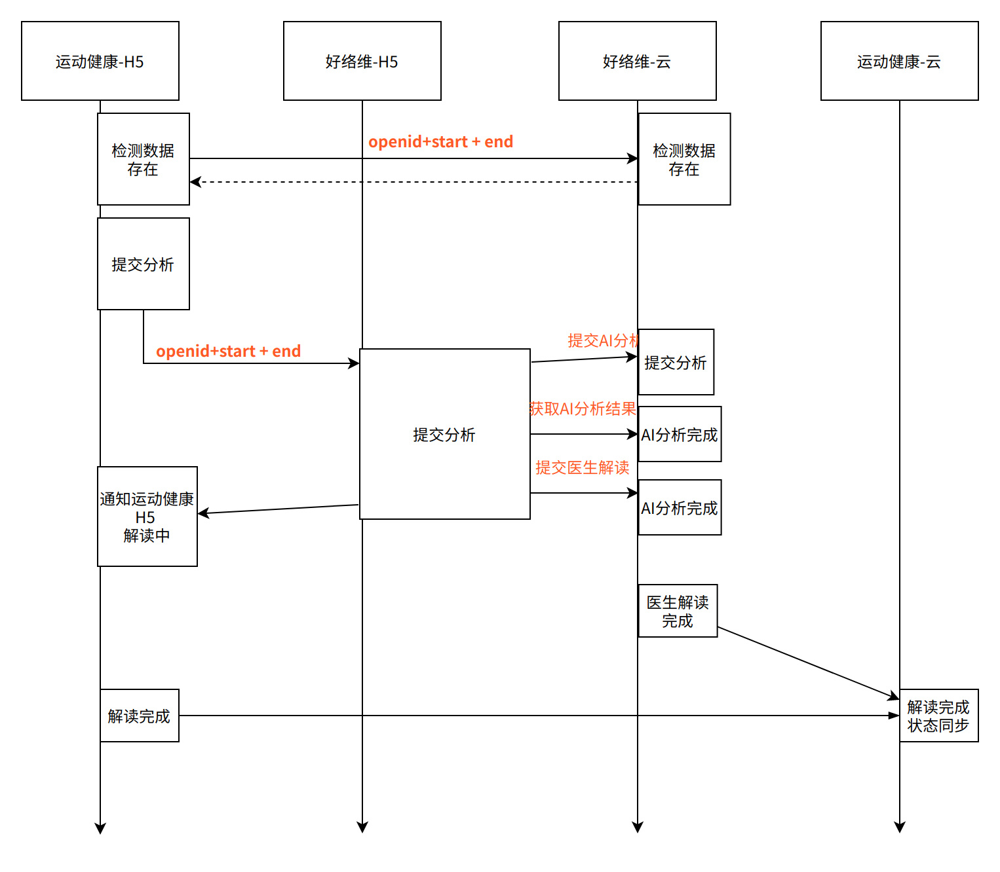 运动健康-H5
好络维-H5
好络维-云
运动健康-云
openid+start + end
检测数据
存在
检测数据
存在
提交分析
openid+start + end
提交AI分析
提交分析
获取AI分析结果
提交分析
AI分析完成
提交医生解读
通知运动健康
H5
解读中
AI分析完成
医生解读
完成
解读完成
解读完成
状态同步